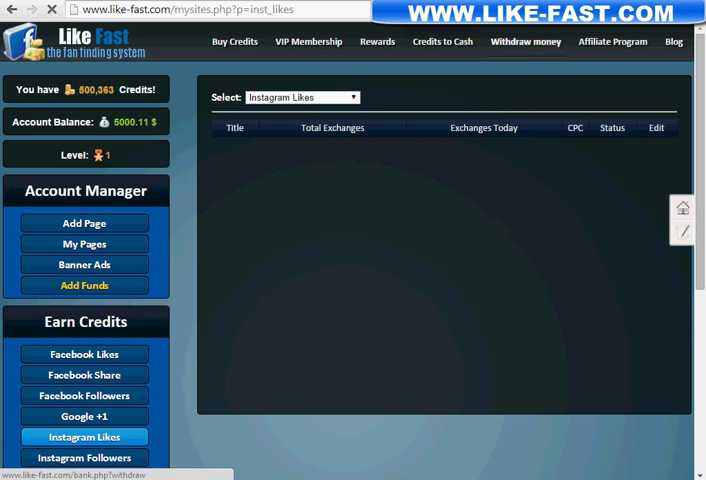 www.like-fast.com/mysites.php?p=inst_likes
WWW.LIKE-FAST.COM
Like Fast
the fan finding system
Buy Credits
VIP Membership
Rewards
Credits to Cash
Withdraw money
Affiliate Program
Blog
You have 500,363 Credits!
Account Balance: 5000.11 $
Level: 1
Account Manager
Add Page
My Pages
Banner Ads
Add Funds
Earn Credits
Facebook Likes
Facebook Share
Facebook Followers
Google +1
Instagram Likes
Instagram Followers
Select: Instagram Likes
Title Total Exchanges Exchanges Today CPC Status Edit
www.like-fast.com/bank.php?withdraw